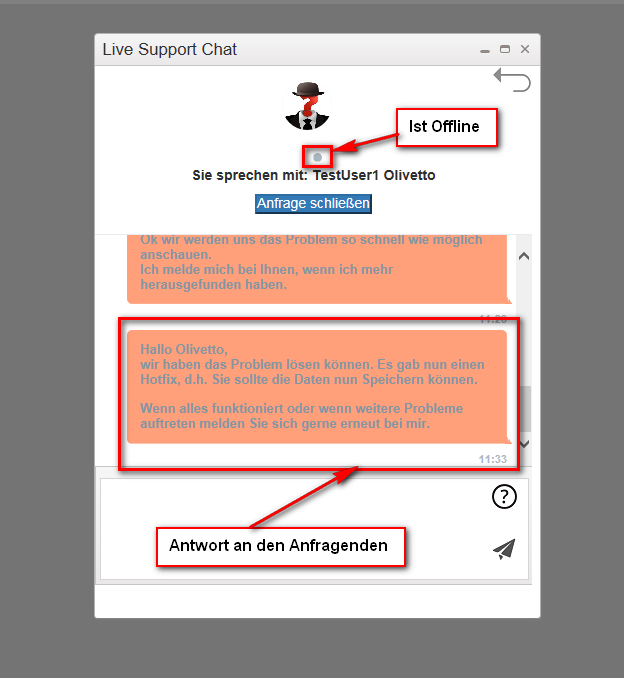 Live Support Chat
Ist Offline
Sie sprechen mit: TestUser1 Olivetto
Anfrage schließen
Ok wir werden uns das Problem so schnell wie möglich
anschauen.
Ich melde mich bei Ihnen, wenn ich mehr
herausgefunden haben.
Hallo Olivetto,
wir haben das Problem lösen können. Es gab nun einen
Hotfix, d.h. Sie sollte die Daten nun Speichern können.
Wenn alles funktioniert oder wenn weitere Probleme
auftreten melden Sie sich gerne erneut bei mir.
11:33
Antwort an den Anfragenden